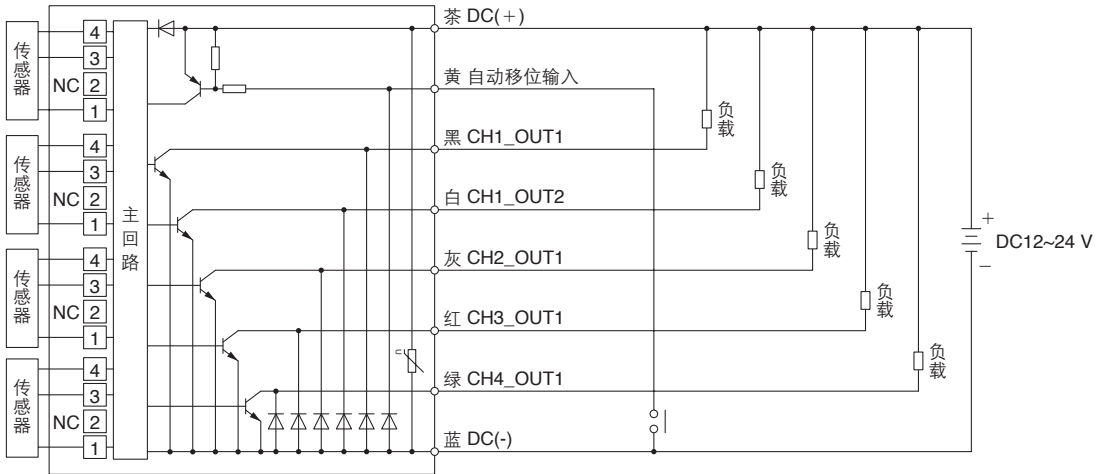 茶 DC(+)
黄 自动移位输入
黑 CH1_OUT1
白 CH1_OUT2
灰 CH2_OUT1
红 CH3_OUT1
绿 CH4_OUT1
蓝 DC(-)
传感器
4
3
NC 2
1
传感器
4
3
NC 2
1
传感器
4
3
NC 2
1
传感器
4
3
NC 2
1
主回路
U
负载
负载
负载
负载
负载
+
DC12~24 V
−